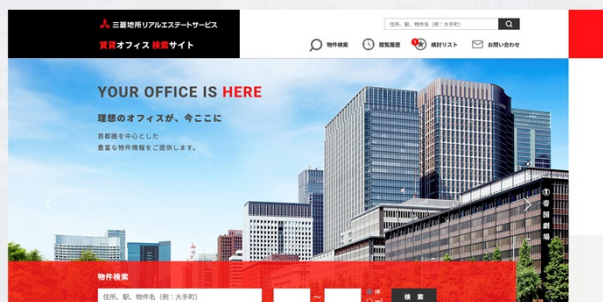 三菱地所リアルエステートサービス
賃貸オフィス検索サイト
住所、駅、物件名（例：大手町）
物件検索
閲覧履歴
検討リスト
お問い合わせ
YOUR OFFICE IS HERE
理想のオフィスが、今ここに
首都圏を中心とした
豊富な物件情報をご提供します。
帝国劇場
物件検索
住所、駅、物件名（例：大手町）
～
坪
検 索